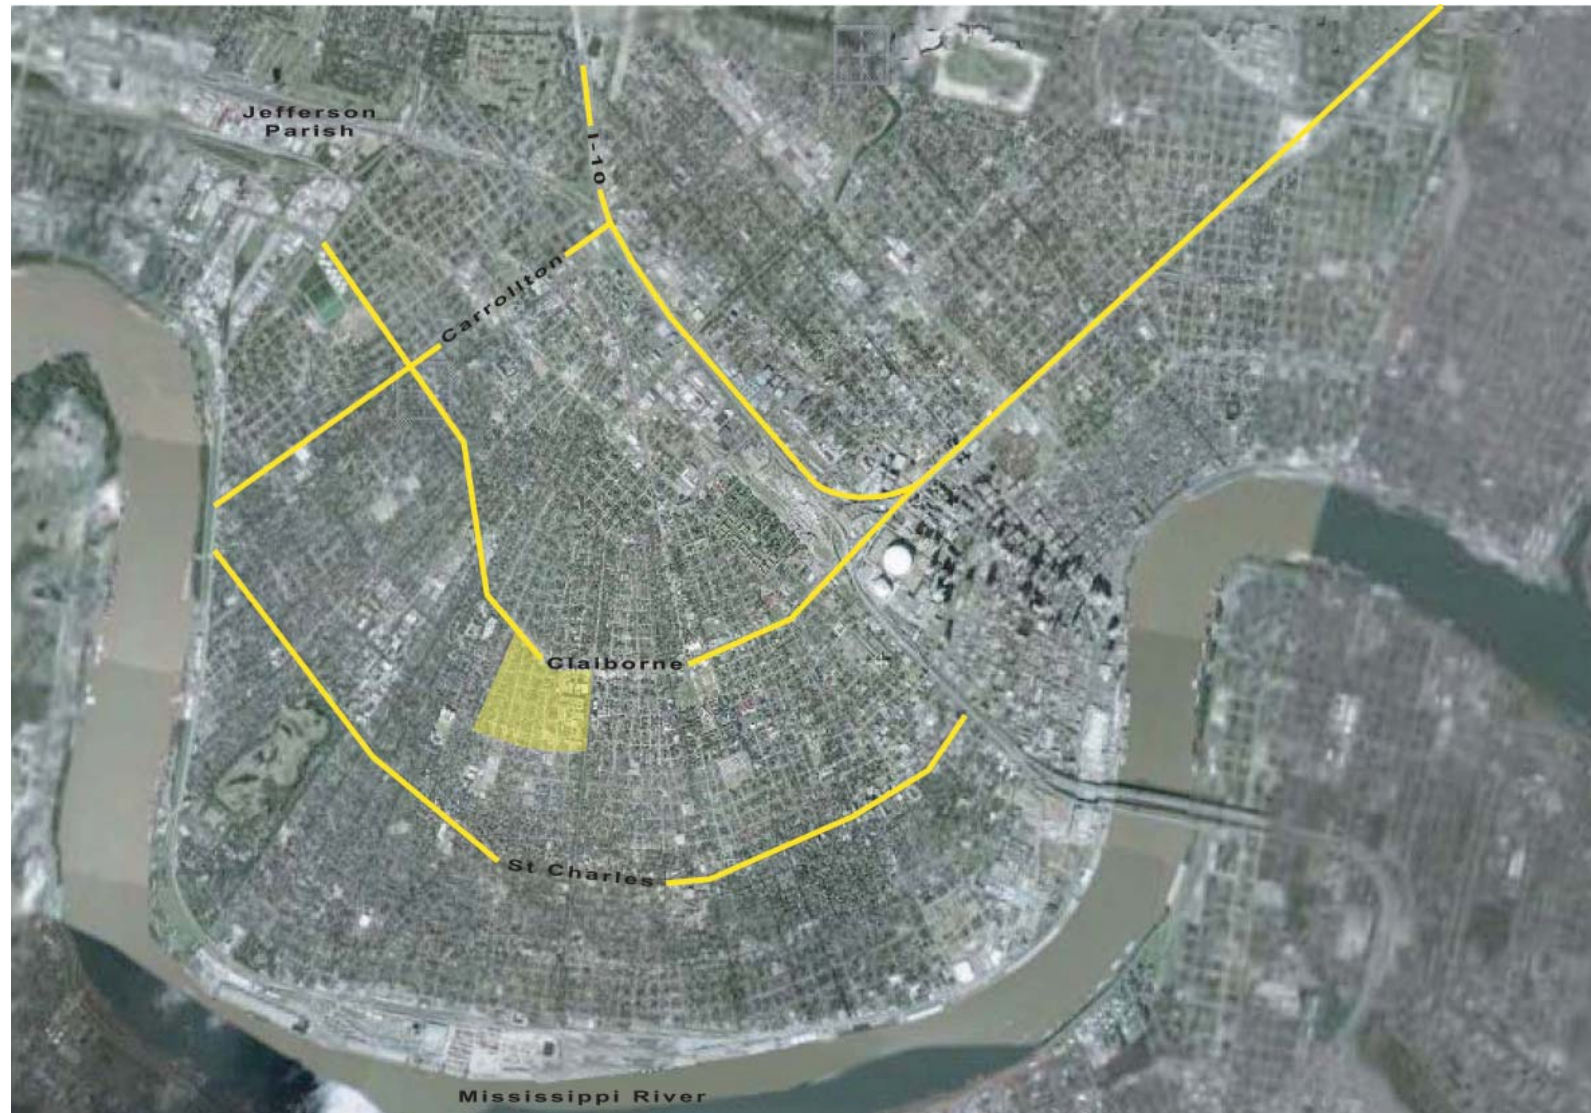 Jefferson
Parish
I-10
Carrollton
Claiborne
St Charles
Mississippi River